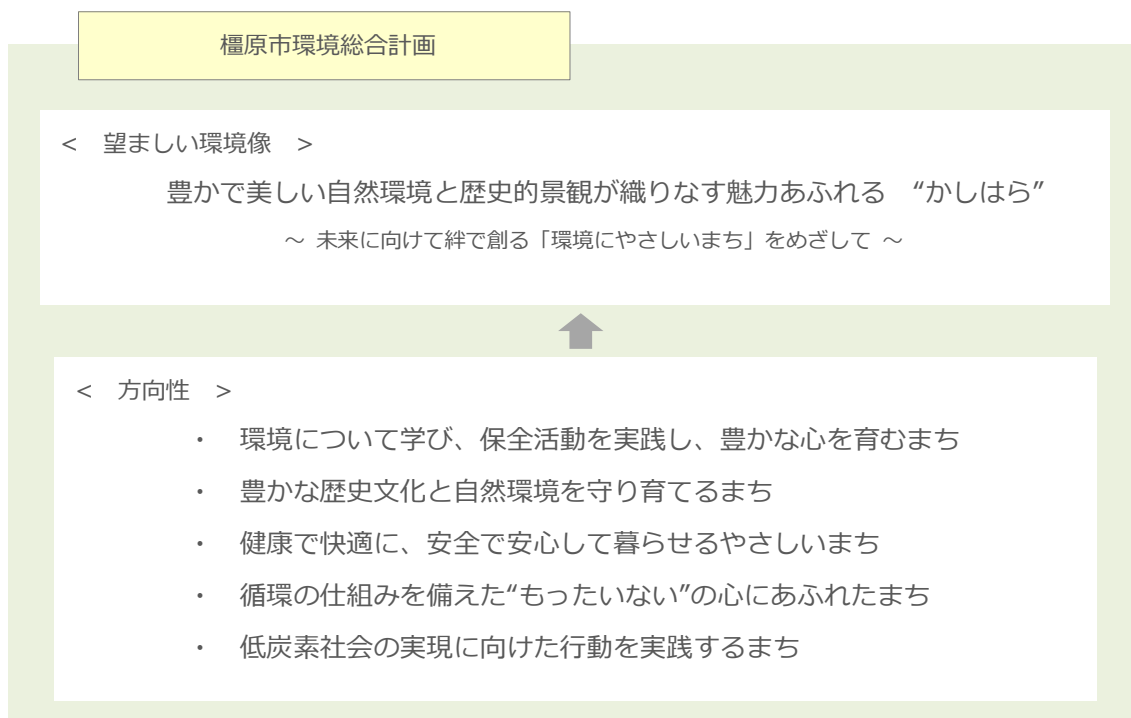 橿原市環境総合計画
<　望ましい環境像　>
豊かで美しい自然環境と歴史的景観が織りなす魅力あふれる　“かしはら”
～ 未来に向けて絆で創る「環境にやさしいまち」をめざして ～
<　方向性　>
・　環境について学び、保全活動を実践し、豊かな心を育むまち
・　豊かな歴史文化と自然環境を守り育てるまち
・　健康で快適に、安全で安心して暮らせるやさしいまち
・　循環の仕組みを備えた“もったいない”の心にあふれたまち
・　低炭素社会の実現に向けた行動を実践するまち